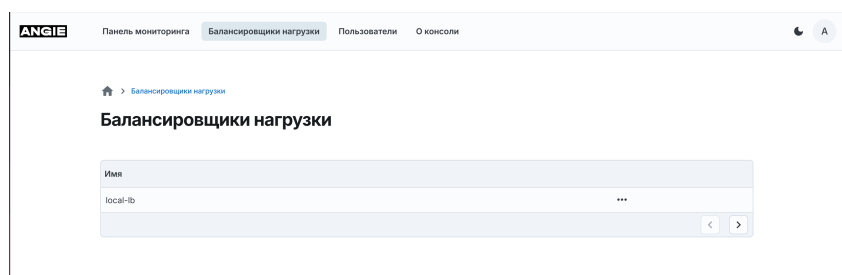 ANGIE Панель мониторинга Балансировщики нагрузки Пользователи О консоли A
> Балансировщики нагрузки
Балансировщики нагрузки
Имя
local-lb •••
< >